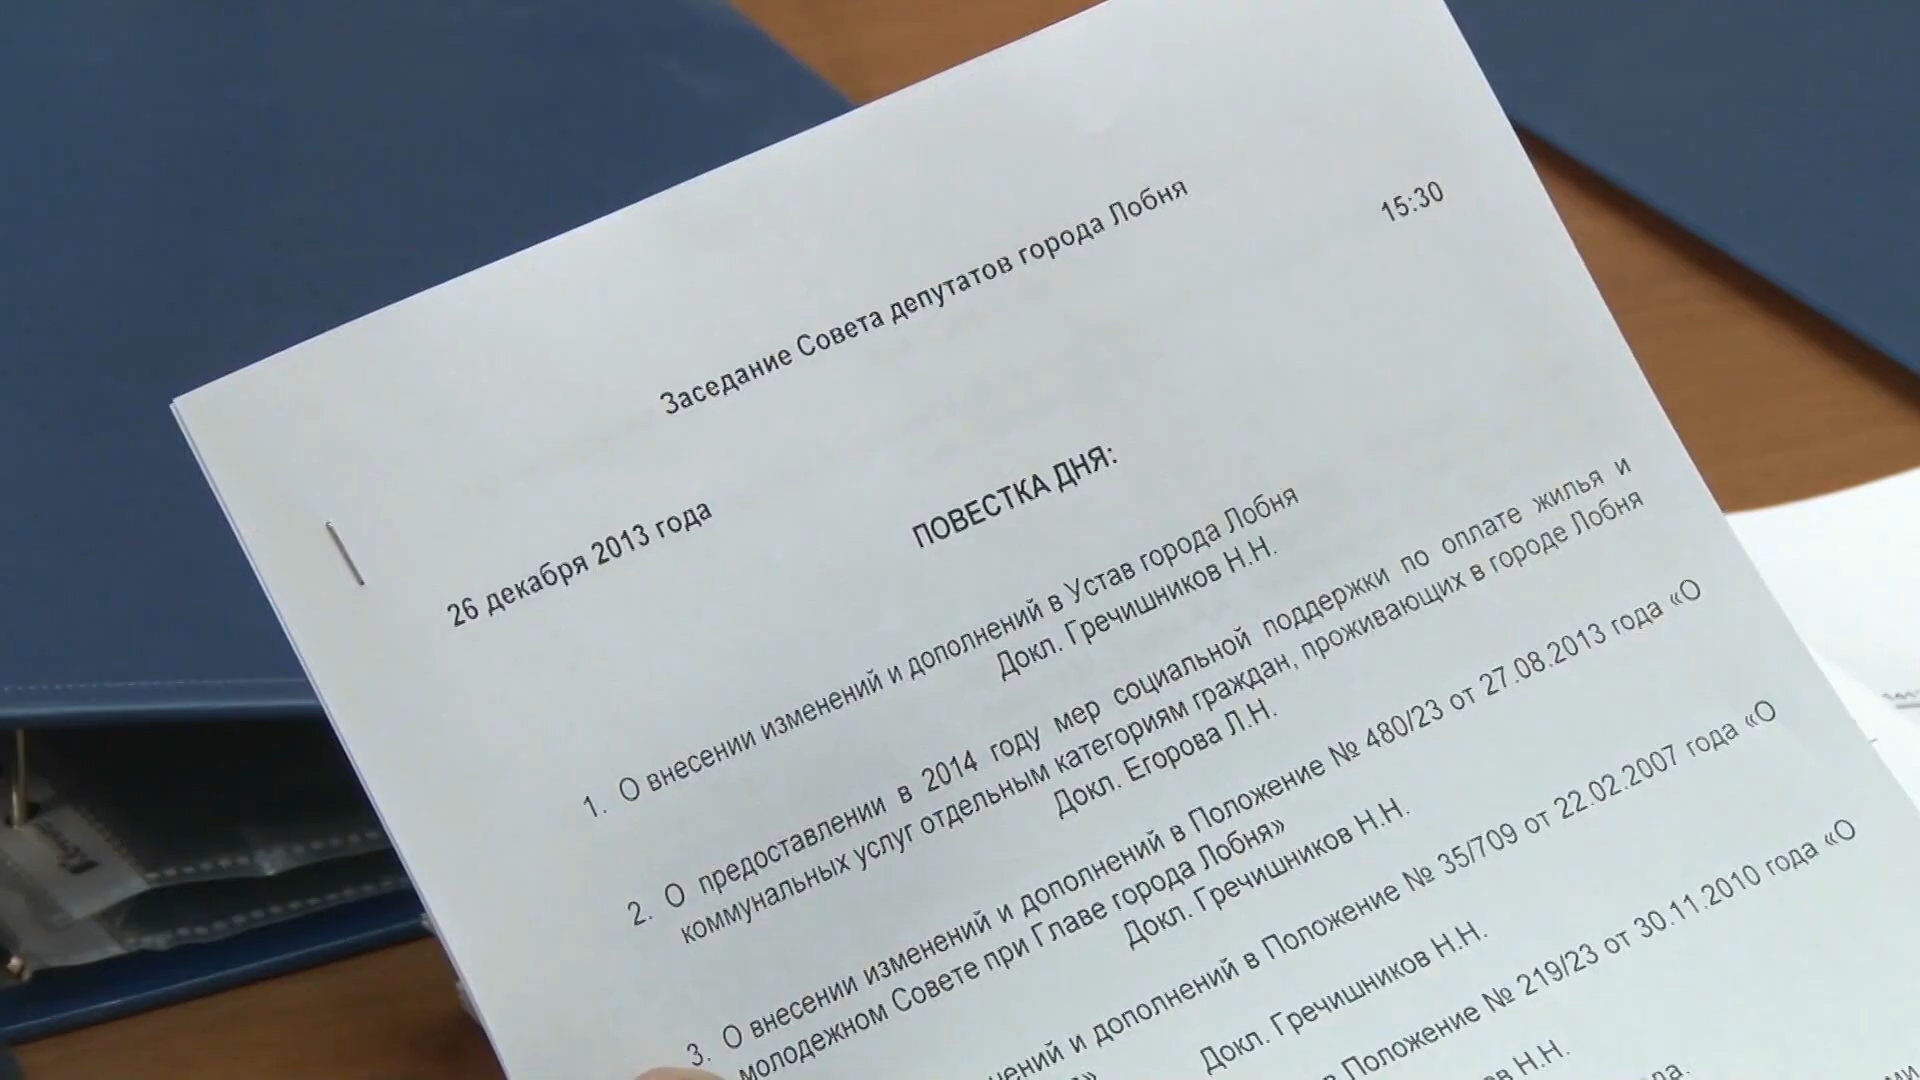 Заседание Совета депутатов города Лобня
15:30
26 декабря 2013 года
ПОВЕСТКА ДНЯ:
1. О внесении изменений и дополнений в Устав города Лобня
Докл. Гречишников Н.Н.
2. О предоставлении в 2014 году мер социальной поддержки по оплате жилья и
коммунальных услуг отдельным категориям граждан, проживающих в городе Лобня
Докл. Егорова Л.Н.
3. О внесении изменений и дополнений в Положение № 480/23 от 27.08.2013 года «О
молодежном Совете при Главе города Лобня»
Докл. Гречишников Н.Н.
нений и дополнений в Положение № 35/709 от 22.02.2007 года «О
Докл. Гречишников Н.Н.
Положение № 219/23 от 30.11.2010 года «О
Н.Н.